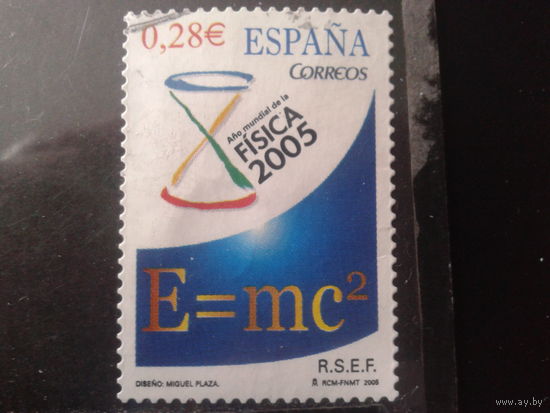 0,28€ ESPAÑA
CORREOS
Año mundial de la
FÍSICA
2005
E=mc²
R.S.E.F.
DISEÑO: MIGUEL PLAZA. RCM-FNMT 2005
www.ay.by